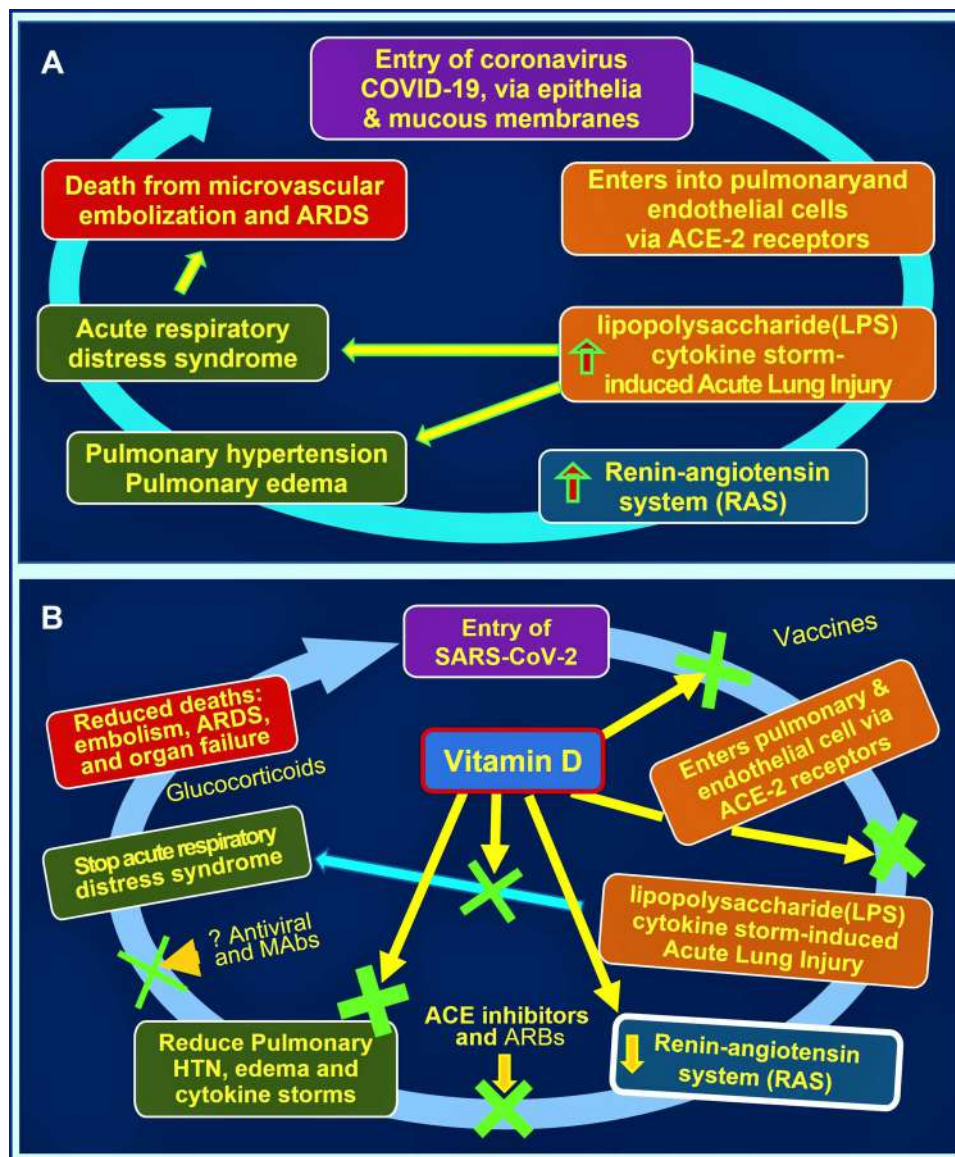 A
Entry of coronavirus
COVID-19, via epithelia
& mucous membranes
Death from microvascular
embolization and ARDS
Enters into pulmonaryand
endothelial cells
via ACE-2 receptors
Acute respiratory
distress syndrome
lipopolysaccharide(LPS)
cytokine storm-
induced Acute Lung Injury
Pulmonary hypertension
Pulmonary edema
Renin-angiotensin
system (RAS)
B
Entry of
SARS-CoV-2
Vaccines
Reduced deaths:
embolism, ARDS,
and organ failure
Vitamin D
Enters pulmonary &
endothelial cell via
ACE-2 receptors
Glucocorticoids
Stop acute respiratory
distress syndrome
lipopolysaccharide(LPS)
cytokine storm-induced
Acute Lung Injury
? Antiviral
and MAbs
ACE inhibitors
and ARBs
Reduce Pulmonary
HTN, edema and
cytokine storms
Renin-angiotensin
system (RAS)